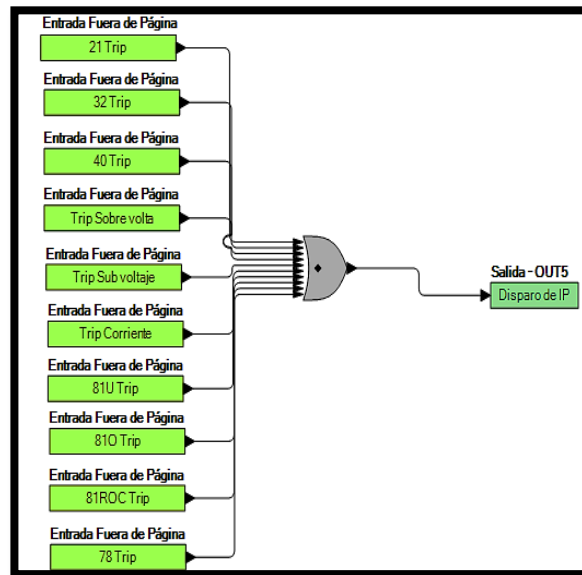 Entrada Fuera de Página
21 Trip
Entrada Fuera de Página
32 Trip
Entrada Fuera de Página
40 Trip
Entrada Fuera de Página
Trip Sobre volta
Entrada Fuera de Página
Trip Sub voltaje
Entrada Fuera de Página
Trip Corriente
Entrada Fuera de Página
81U Trip
Entrada Fuera de Página
81O Trip
Entrada Fuera de Página
81ROC Trip
Entrada Fuera de Página
78 Trip
Salida - OUT5
Disparo de IP